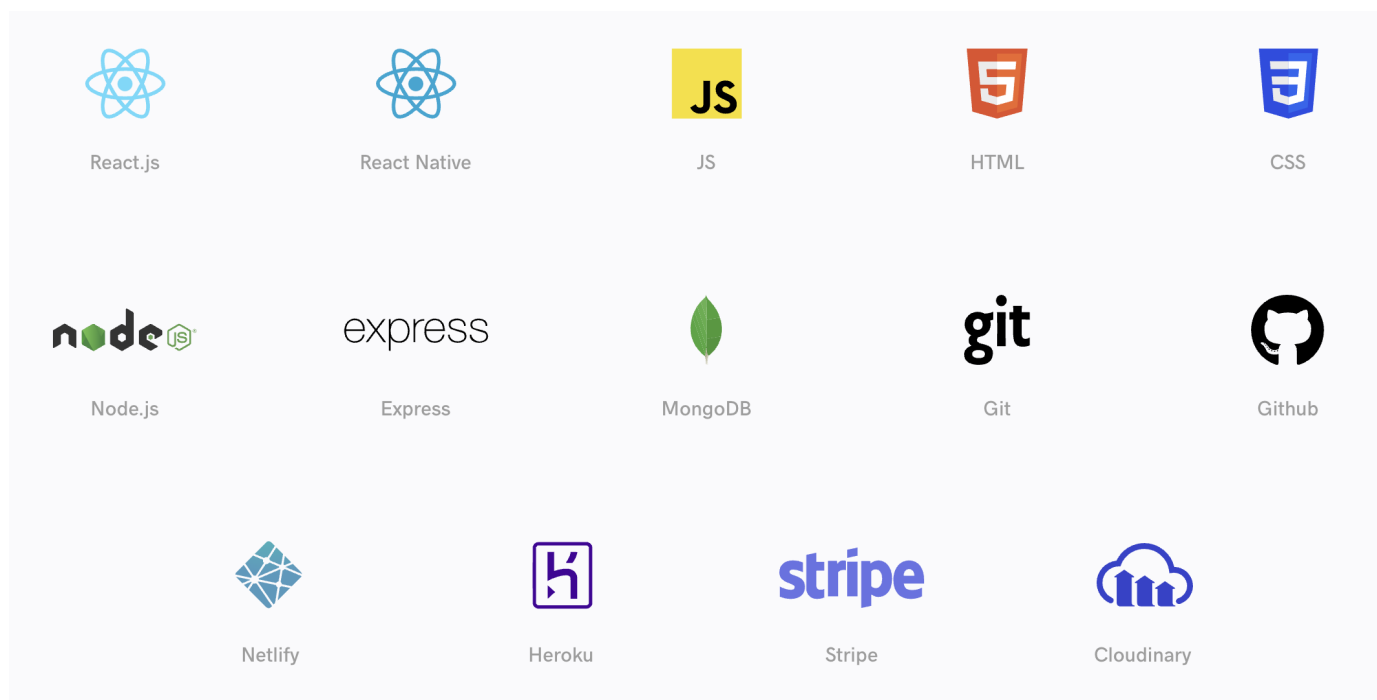 JS
React.js
React Native
JS
HTML
CSS
node JS
express
git
Node.js
Express
MongoDB
Git
Github
stripe
Netlify
Heroku
Stripe
Cloudinary